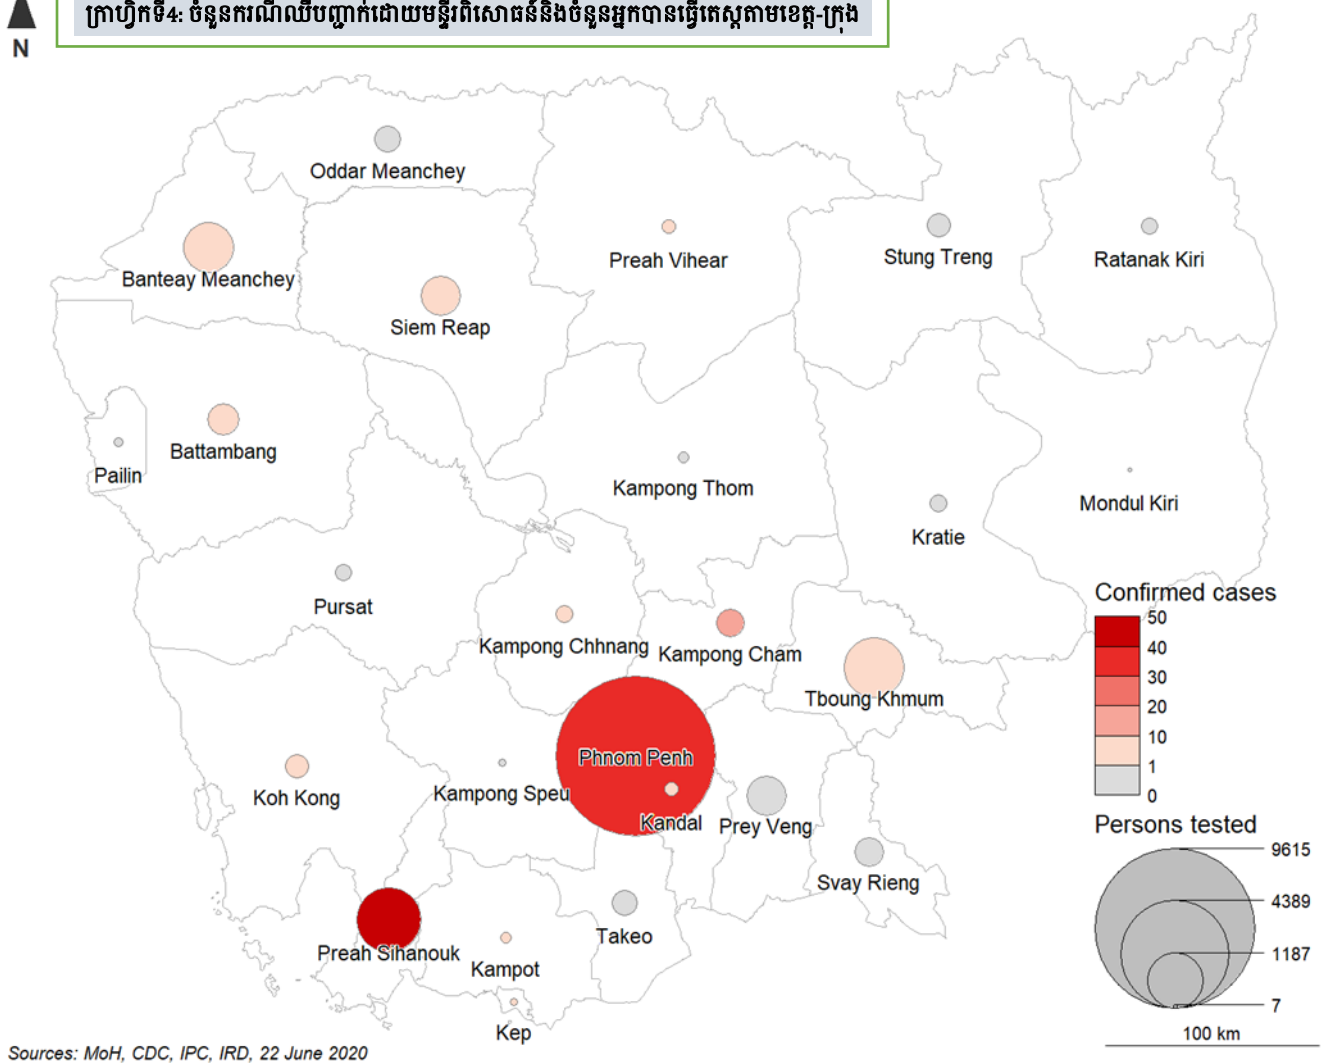 ក្រាហ្វិកទី4: ចំនួនករណីឈឺបញ្ជាក់ដោយមន្ទីរពិសោធន៍និងចំនួនអ្នកបានធ្វើតេស្តតាមខេត្ត-ក្រុង
N
Oddar Meanchey
Banteay Meanchey
Siem Reap
Preah Vihear
Stung Treng
Ratanak Kiri
Battambang
Pailin
Kampong Thom
Mondul Kiri
Kratie
Pursat
Kampong Chhnang
Kampong Cham
Tboung Khmum
Phnom Penh
Koh Kong
Kampong Speu
Kandal
Prey Veng
Svay Rieng
Preah Sihanouk
Kampot
Takeo
Kep
Confirmed cases
50
40
30
20
10
1
0
Persons tested
9615
4389
1187
7
100 km
Sources: MoH, CDC, IPC, IRD, 22 June 2020